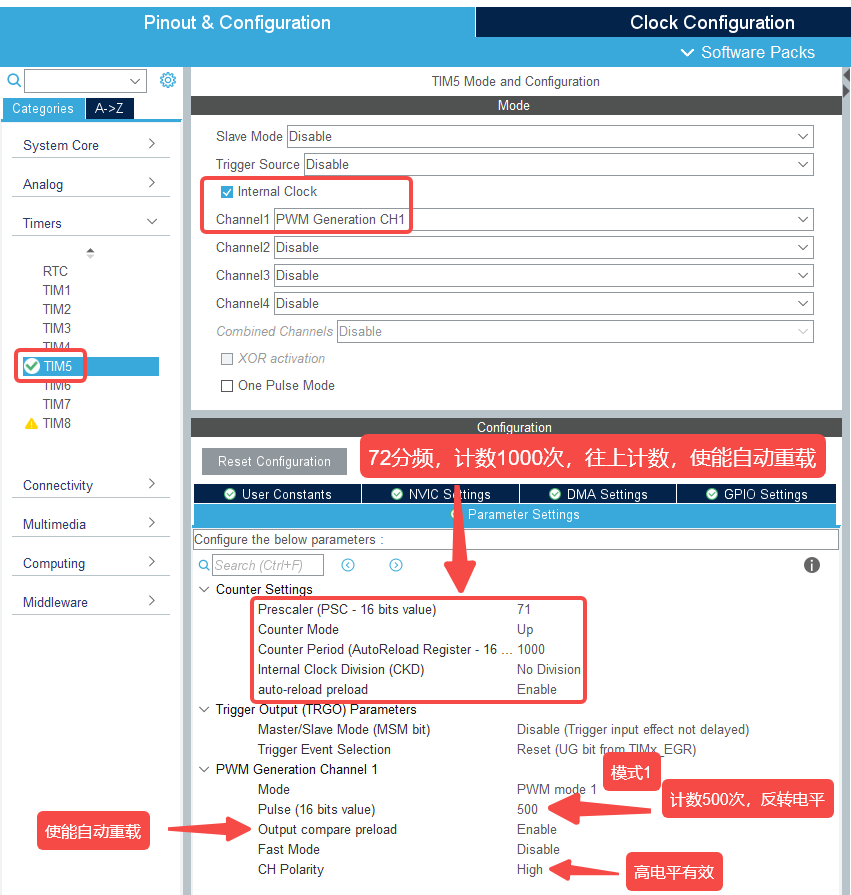 Pinout & Configuration
Clock Configuration
Software Packs
Categories
A->Z
System Core
Analog
Timers
RTC
TIM1
TIM2
TIM3
TIM4
TIM5
TIM6
TIM7
TIM8
Connectivity
Multimedia
Computing
Middleware
TIM5 Mode and Configuration
Mode
Slave Mode Disable
Trigger Source Disable
Internal Clock
Channel1 PWM Generation CH1
Channel2 Disable
Channel3 Disable
Channel4 Disable
Combined Channels Disable
XOR activation
One Pulse Mode
Configuration
Reset Configuration
72分频，计数1000次，往上计数，使能自动重载
User Constants
NVIC Settings
DMA Settings
GPIO Settings
Parameter Settings
Configure the below parameters :
Search (Ctrl+F)
Counter Settings
Prescaler (PSC - 16 bits value) 71
Counter Mode Up
Counter Period (AutoReload Register - 16 ... 1000
Internal Clock Division (CKD) No Division
auto-reload preload Enable
Trigger Output (TRGO) Parameters
Master/Slave Mode (MSM bit) Disable (Trigger input effect not delayed)
Trigger Event Selection Reset (UG bit from TIMx_EGR)
PWM Generation Channel 1
模式1
Mode PWM mode 1
Pulse (16 bits value) 500
计数500次，反转电平
使能自动重载
Output compare preload Enable
Fast Mode Disable
CH Polarity High
高电平有效